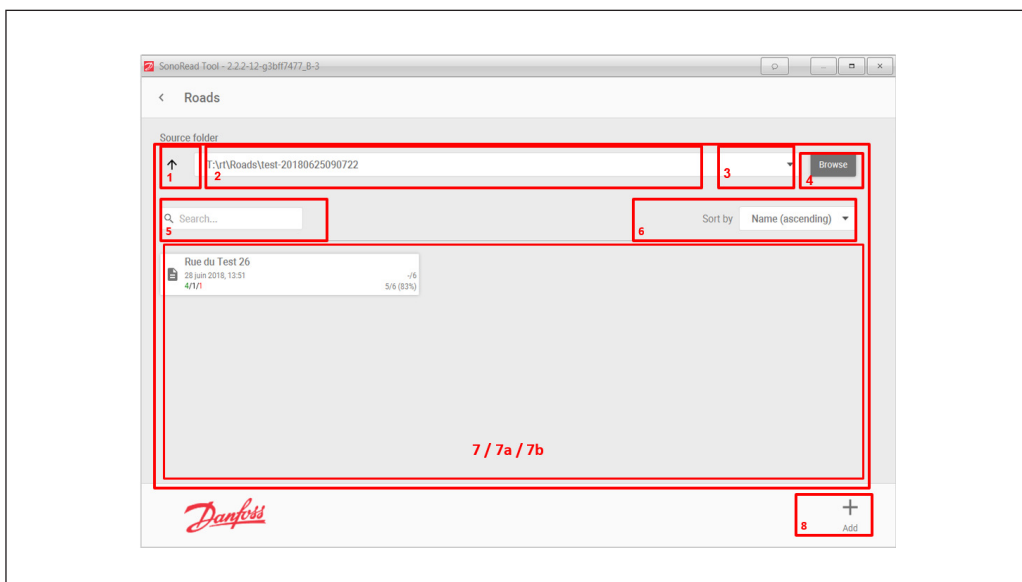 SonoRead Tool - 2.2.2-12-g3bff7477_B-3
Roads
Source folder
T:\rt\Roads\test-20180625090722
Browse
1
2
3
4
Search...
Sort by
Name (ascending)
5
6
Rue du Test 26
28 juin 2018, 13:51
-/6
4/1/1
5/6 (83%)
7 / 7a / 7b
Danfoss
8
Add